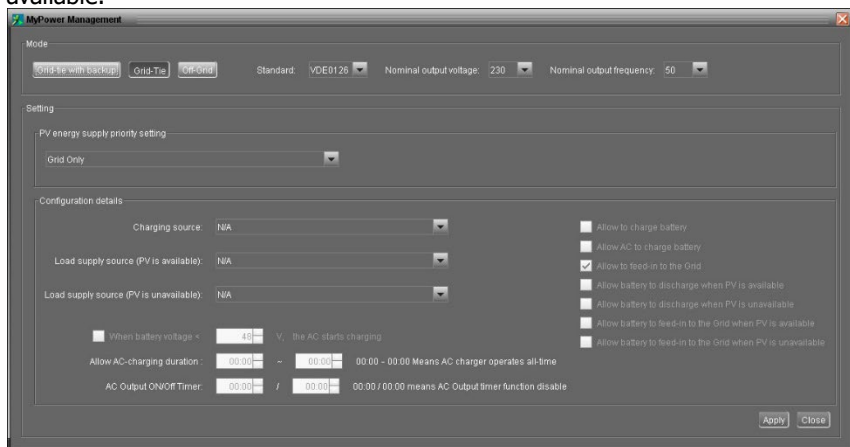 available.
MyPower Management
Mode
Grid-tie with backup Grid-Tie Off-Grid Standard: VDE0126 Nominal output voltage: 230 Nominal output frequency: 50
Setting
PV energy supply priority setting
Grid Only
Configuration details
Charging source: N/A
Allow to charge battery
Allow AC to charge battery
Load supply source (PV is available): N/A
Allow to feed-in to the Grid
Allow battery to discharge when PV is available
Load supply source (PV is unavailable): N/A
Allow battery to discharge when PV is unavailable
Allow battery to feed-in to the Grid when PV is available
When battery voltage < 48 V, the AC starts charging
Allow battery to feed-in to the Grid when PV is unavailable
Allow AC-charging duration : 00:00 ~ 00:00 00:00 – 00:00 Means AC charger operates all-time
AC Output ON/Off Timer: 00:00 / 00:00 00:00 / 00:00 means AC Output timer function disable
Apply Close